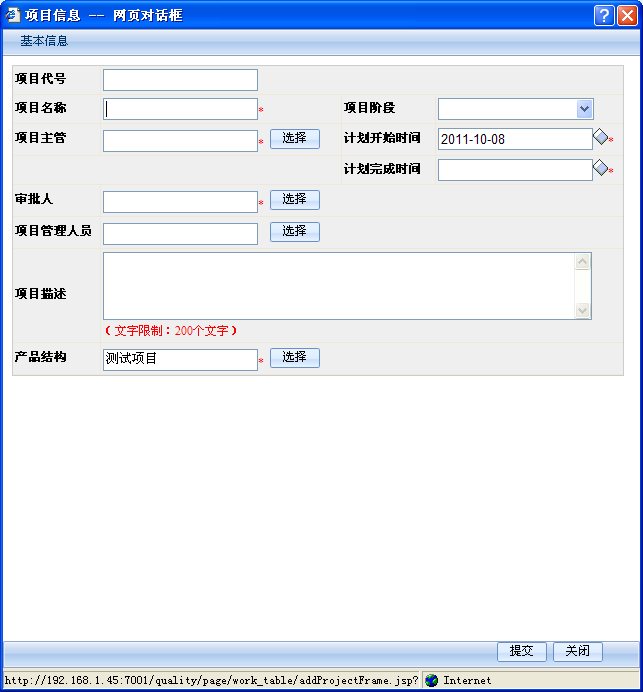 项目信息 -- 网页对话框
基本信息
项目代号
项目名称 * 项目阶段
项目主管 * 选择 计划开始时间 2011-10-08 *
计划完成时间 *
审批人 * 选择
项目管理人员 选择
项目描述
(文字限制：200个文字)
产品结构 测试项目 * 选择
提交 关闭
http://192.168.1.45:7001/quality/page/work_table/addProjectFrame.jsp? Internet